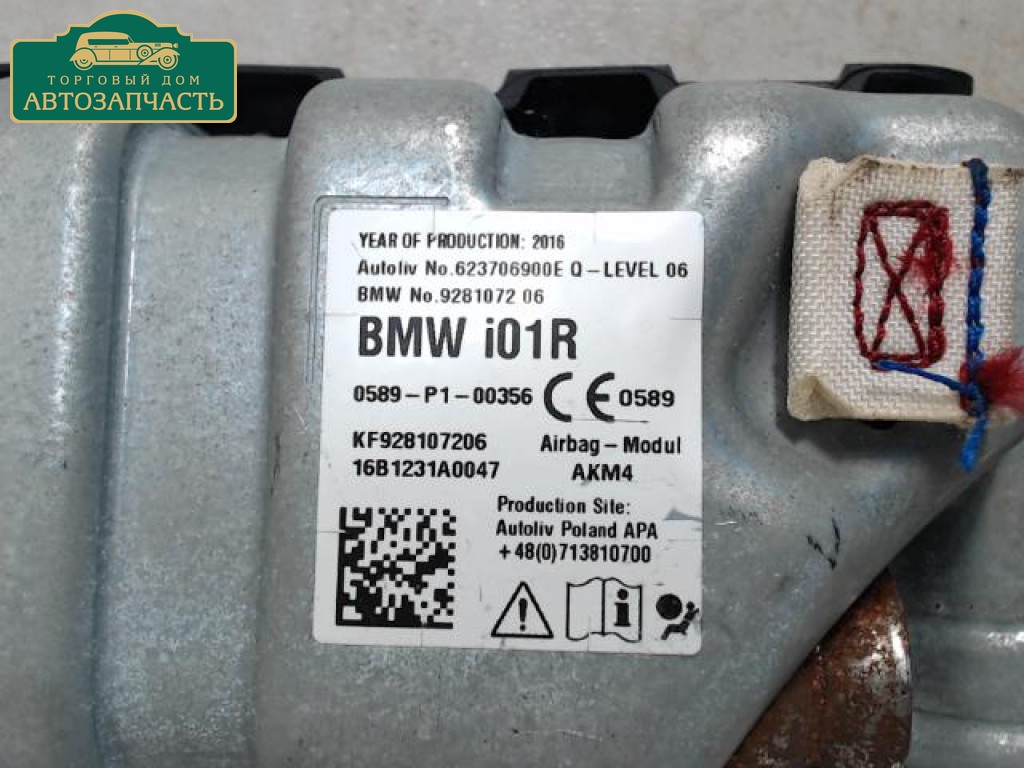 ТОРГОВЫЙ ДОМ
АВТОЗАПЧАСТЬ
YEAR OF PRODUCTION: 2016
Autoliv No.623706900E Q-LEVEL 06
BMW No.9281072 06
BMW i01R
0589-P1-00356 CE 0589
KF928107206 Airbag-Modul
16B1231A0047 AKM4
Production Site:
Autoliv Poland APA
+48(0)713810700